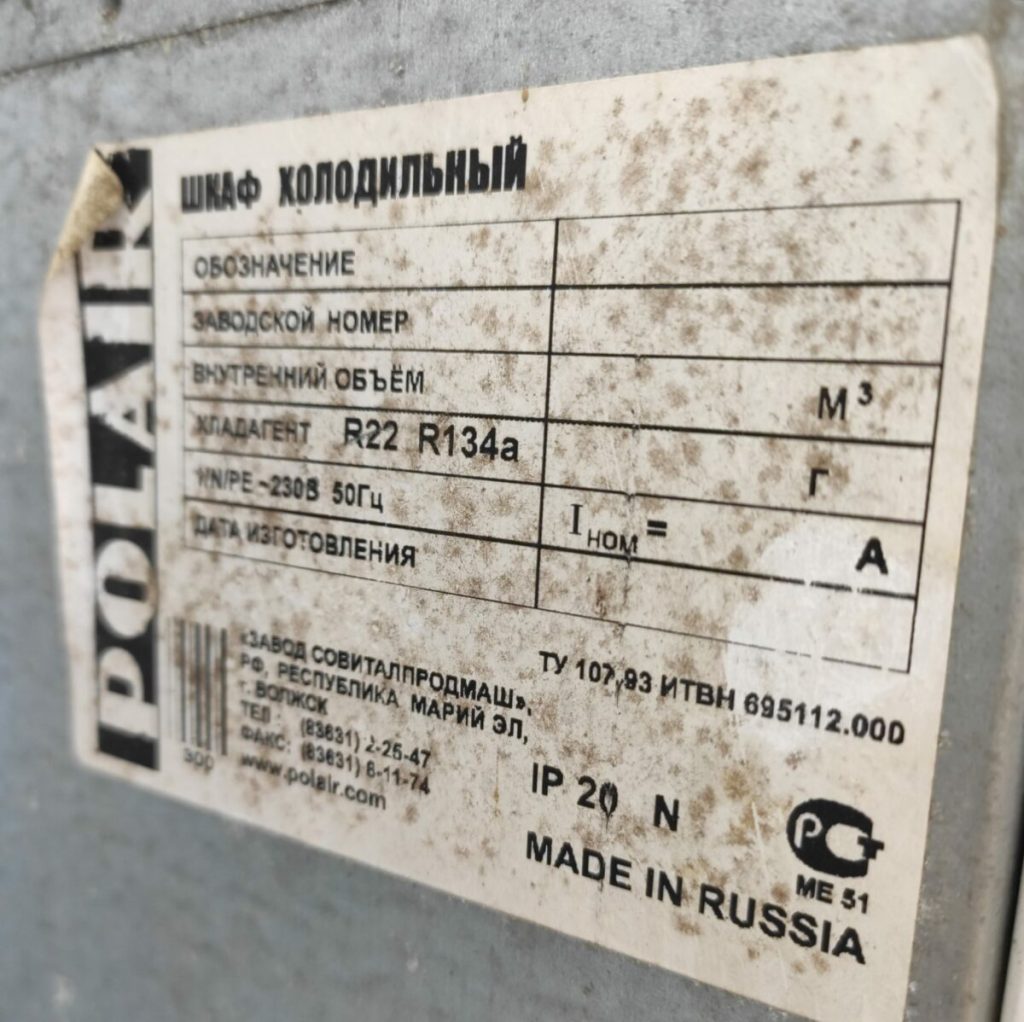 POLAIR
ШКАФ ХОЛОДИЛЬНЫЙ
ОБОЗНАЧЕНИЕ
ЗАВОДСКОЙ НОМЕР
ВНУТРЕННИЙ ОБЪЁМ М³
ХЛАДАГЕНТ R22 R134a Г
1/N/PE ~230В 50Гц Iном = А
ДАТА ИЗГОТОВЛЕНИЯ
«ЗАВОД СОВИТАЛПРОДМАШ»,
РФ, РЕСПУБЛИКА МАРИЙ ЭЛ,
г. ВОЛЖСК
ТЕЛ.: (83631) 2-25-47
ФАКС: (83631) 6-11-74
www.polair.com
ТУ 107,93 ИТВН 695112.000
IP 20 N
РСТ
МЕ 51
MADE IN RUSSIA